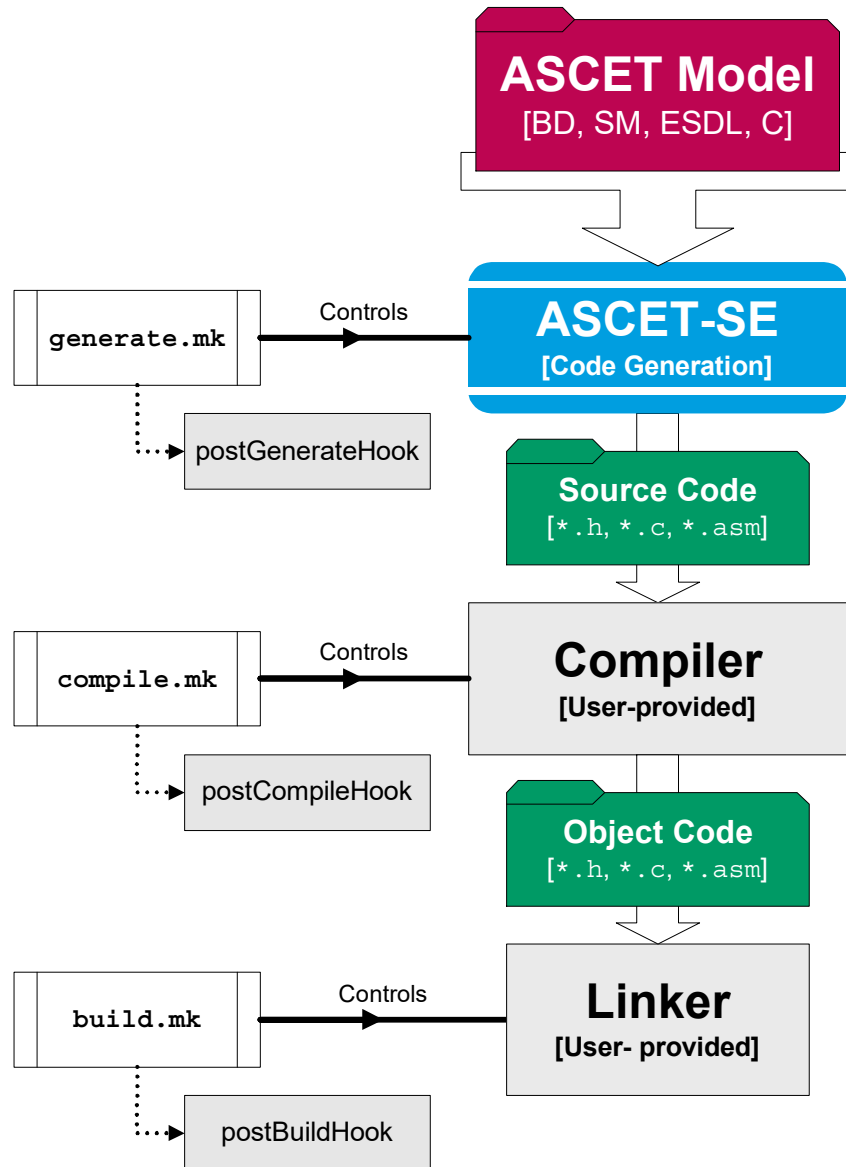 ASCET Model
[BD, SM, ESDL, C]
generate.mk
Controls
ASCET-SE
[Code Generation]
postGenerateHook
Source Code
[*.h, *.c, *.asm]
compile.mk
Controls
Compiler
[User-provided]
postCompileHook
Object Code
[*.h, *.c, *.asm]
build.mk
Controls
Linker
[User- provided]
postBuildHook